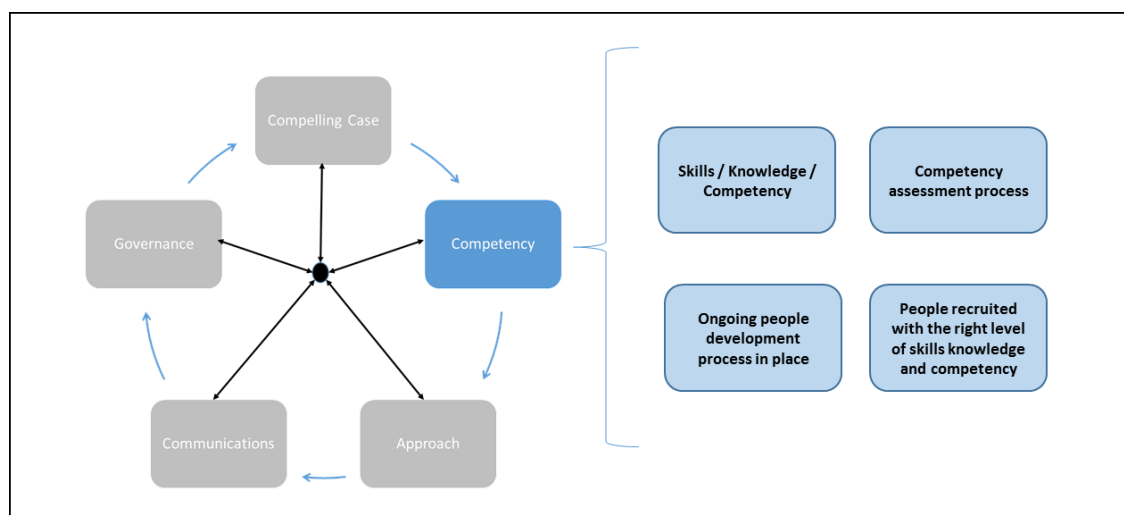 Compelling Case
Governance
Competency
Communications
Approach
Skills / Knowledge /
Competency
Competency
assessment process
Ongoing people
development
process in place
People recruited
with the right level
of skills knowledge
and competency